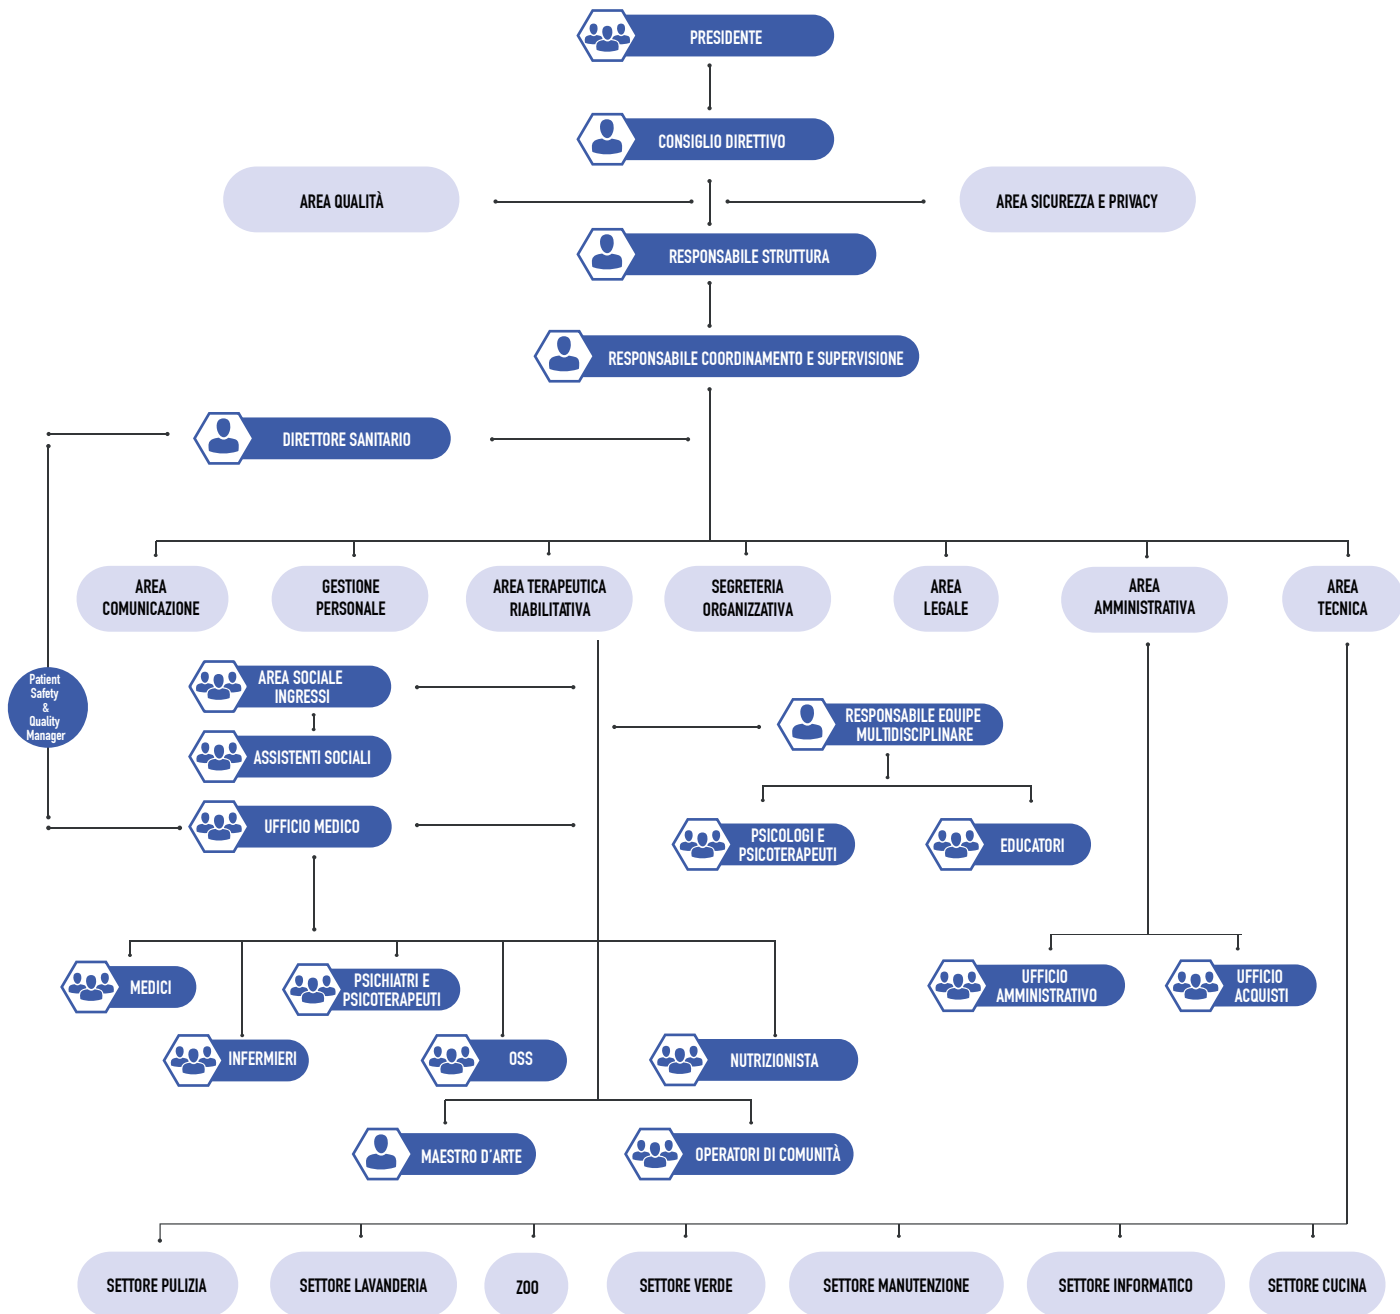 PRESIDENTE
CONSIGLIO DIRETTIVO
AREA QUALITÀ
AREA SICUREZZA E PRIVACY
RESPONSABILE STRUTTURA
RESPONSABILE COORDINAMENTO E SUPERVISIONE
DIRETTORE SANITARIO
AREA
COMUNICAZIONE
GESTIONE
PERSONALE
AREA TERAPEUTICA
RIABILITATIVA
SEGRETERIA
ORGANIZZATIVA
AREA
LEGALE
AREA
AMMINISTRATIVA
AREA
TECNICA
Patient
Safety
&
Quality
Manager
AREA SOCIALE
INGRESSI
ASSISTENTI SOCIALI
UFFICIO MEDICO
RESPONSABILE EQUIPE
MULTIDISCIPLINARE
PSICOLOGI E
PSICOTERAPEUTI
EDUCATORI
MEDICI
PSICHIATRI E
PSICOTERAPEUTI
UFFICIO
AMMINISTRATIVO
UFFICIO
ACQUISTI
INFERMIERI
OSS
NUTRIZIONISTA
MAESTRO D'ARTE
OPERATORI DI COMUNITÀ
SETTORE PULIZIA
SETTORE LAVANDERIA
ZOO
SETTORE VERDE
SETTORE MANUTENZIONE
SETTORE INFORMATICO
SETTORE CUCINA